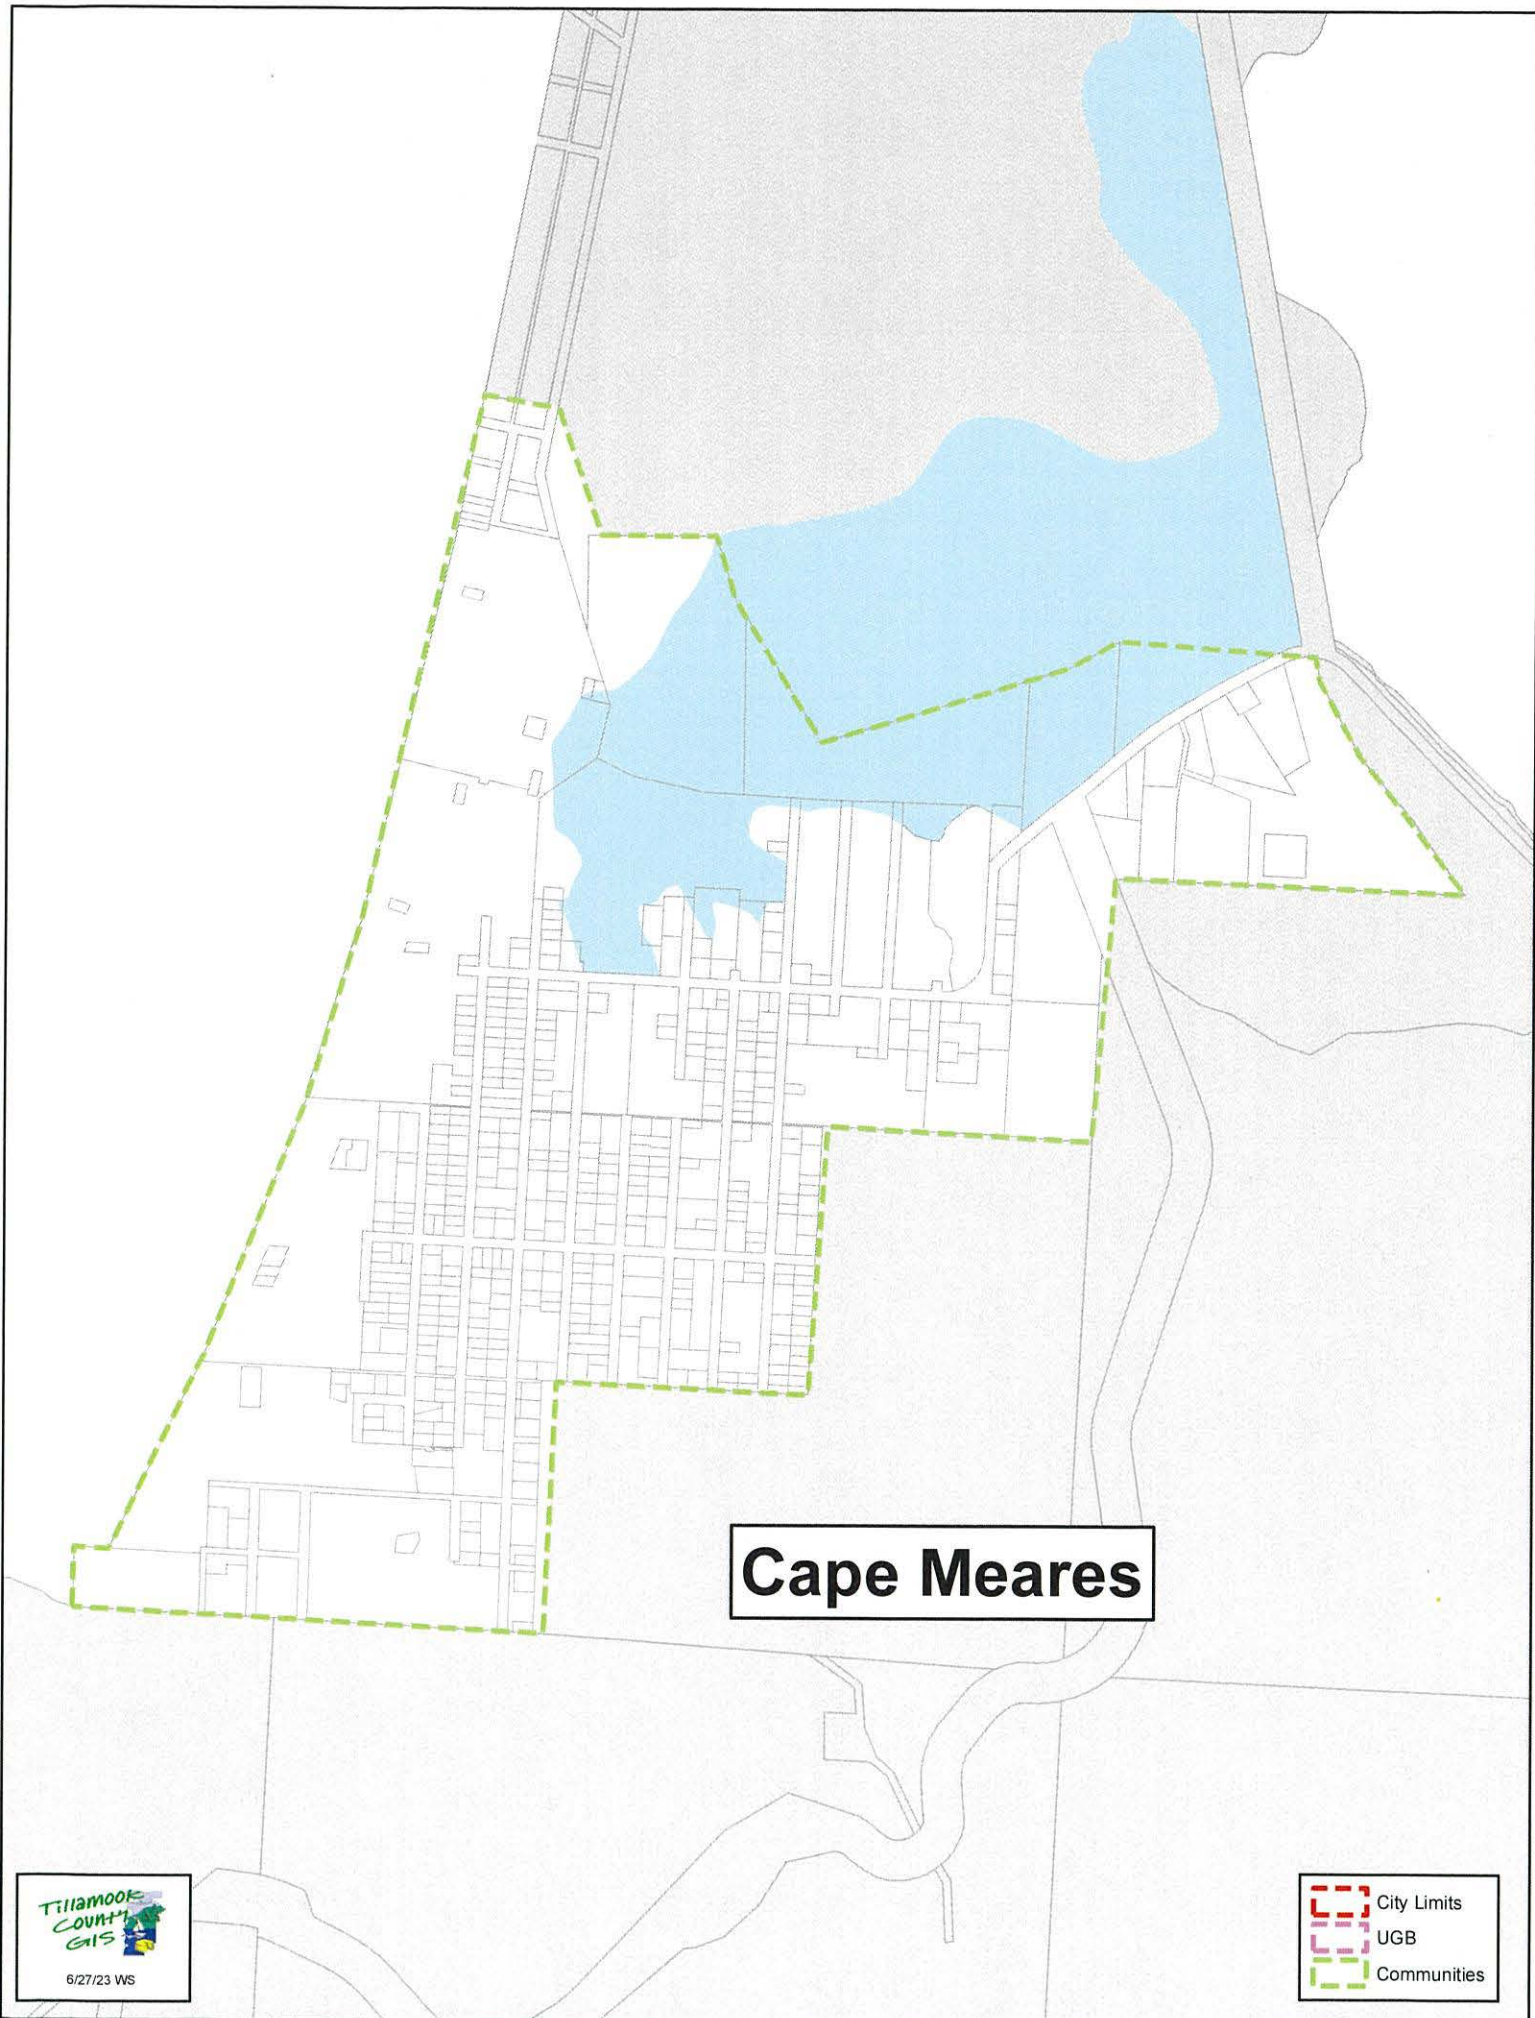 Cape Meares
Tillamook
County
GIS
6/27/23 WS
City Limits
UGB
Communities